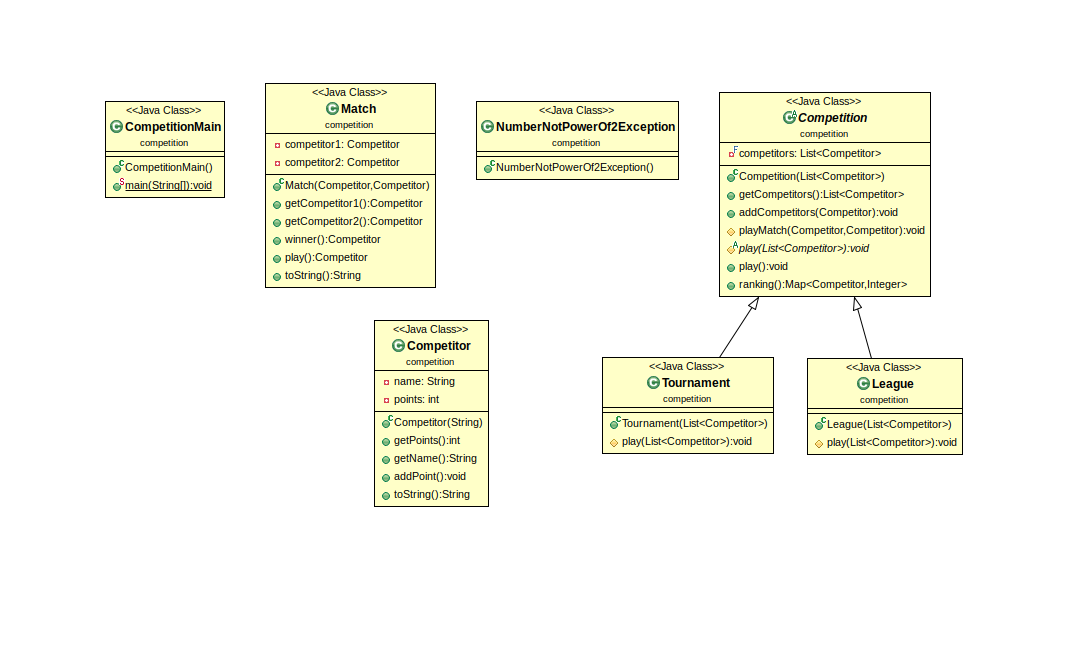 <<Java Class>>
CompetitionMain
competition
CompetitionMain()
main(String[]):void
<<Java Class>>
Match
competition
competitor1: Competitor
competitor2: Competitor
Match(Competitor,Competitor)
getCompetitor1():Competitor
getCompetitor2():Competitor
winner():Competitor
play():Competitor
toString():String
<<Java Class>>
NumberNotPowerOf2Exception
competition
NumberNotPowerOf2Exception()
<<Java Class>>
Competition
competition
competitors: List<Competitor>
Competition(List<Competitor>)
getCompetitors():List<Competitor>
addCompetitors(Competitor):void
playMatch(Competitor,Competitor):void
play(List<Competitor>):void
play():void
ranking():Map<Competitor,Integer>
<<Java Class>>
Competitor
competition
name: String
points: int
Competitor(String)
getPoints():int
getName():String
addPoint():void
toString():String
<<Java Class>>
Tournament
competition
Tournament(List<Competitor>)
play(List<Competitor>):void
<<Java Class>>
League
competition
League(List<Competitor>)
play(List<Competitor>):void